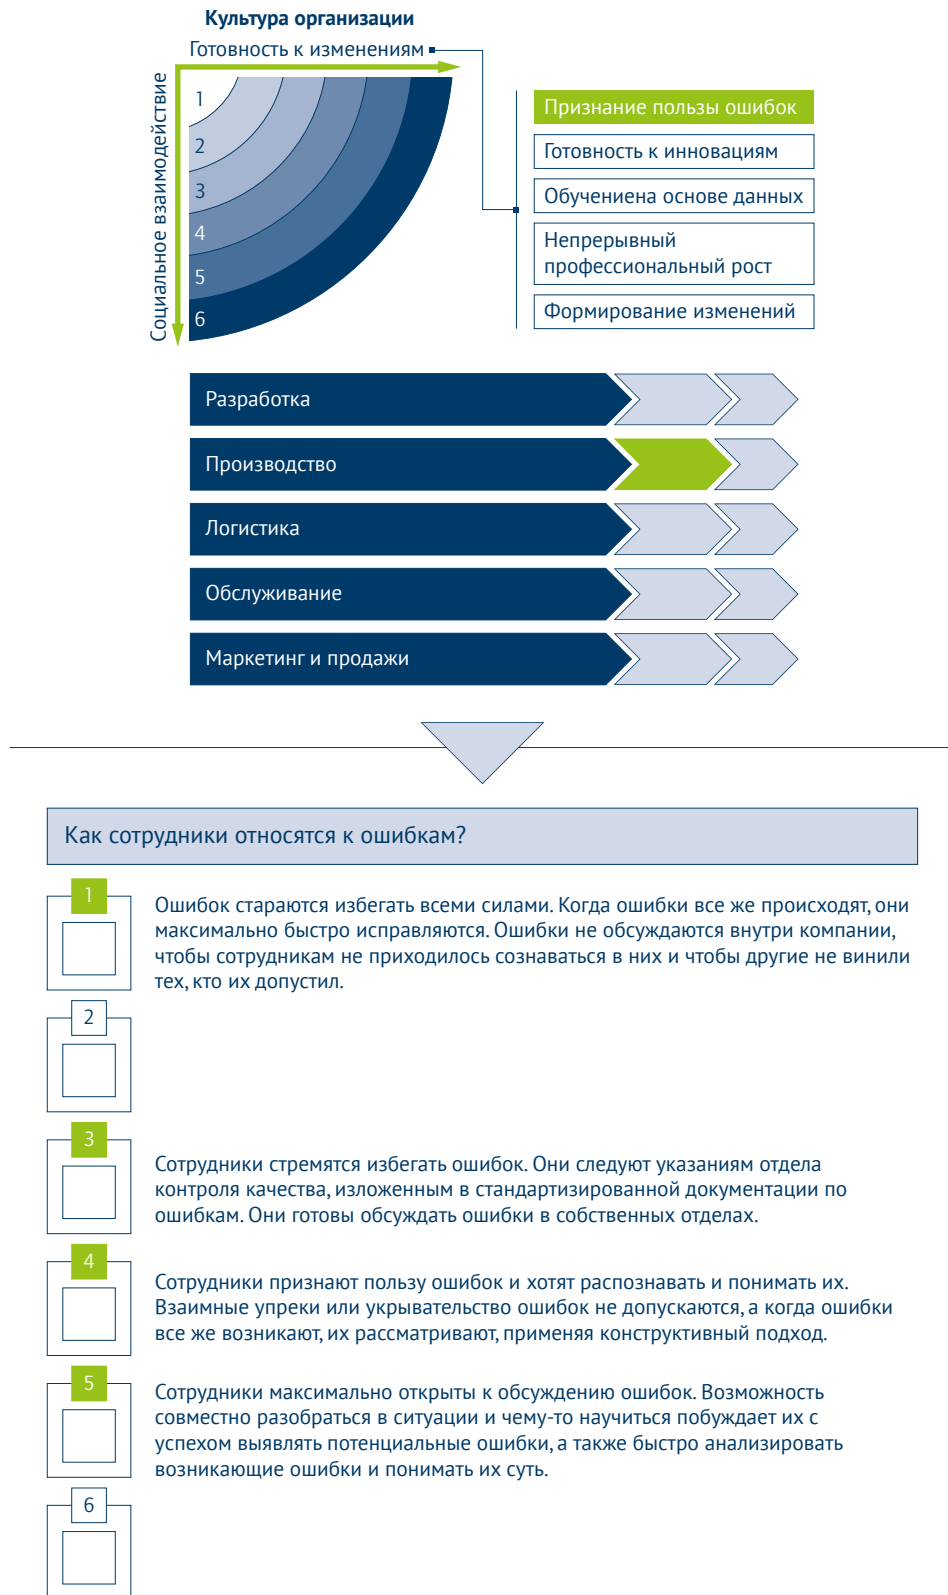 Культура организации
Готовность к изменениям
Социальное взаимодействие
1
2
3
4
5
6
Признание пользы ошибок
Готовность к инновациям
Обучениена основе данных
Непрерывный
профессиональный рост
Формирование изменений
Разработка
Производство
Логистика
Обслуживание
Маркетинг и продажи
Как сотрудники относятся к ошибкам?
1
Ошибок стараются избегать всеми силами. Когда ошибки все же происходят, они
максимально быстро исправляются. Ошибки не обсуждаются внутри компании,
чтобы сотрудникам не приходилось сознаваться в них и чтобы другие не винили
тех, кто их допустил.
2
3
Сотрудники стремятся избегать ошибок. Они следуют указаниям отдела
контроля качества, изложенным в стандартизированной документации по
ошибкам. Они готовы обсуждать ошибки в собственных отделах.
4
Сотрудники признают пользу ошибок и хотят распознавать и понимать их.
Взаимные упреки или укрывательство ошибок не допускаются, а когда ошибки
все же возникают, их рассматривают, применяя конструктивный подход.
5
Сотрудники максимально открыты к обсуждению ошибок. Возможность
совместно разобраться в ситуации и чему-то научиться побуждает их с
успехом выявлять потенциальные ошибки, а также быстро анализировать
возникающие ошибки и понимать их суть.
6